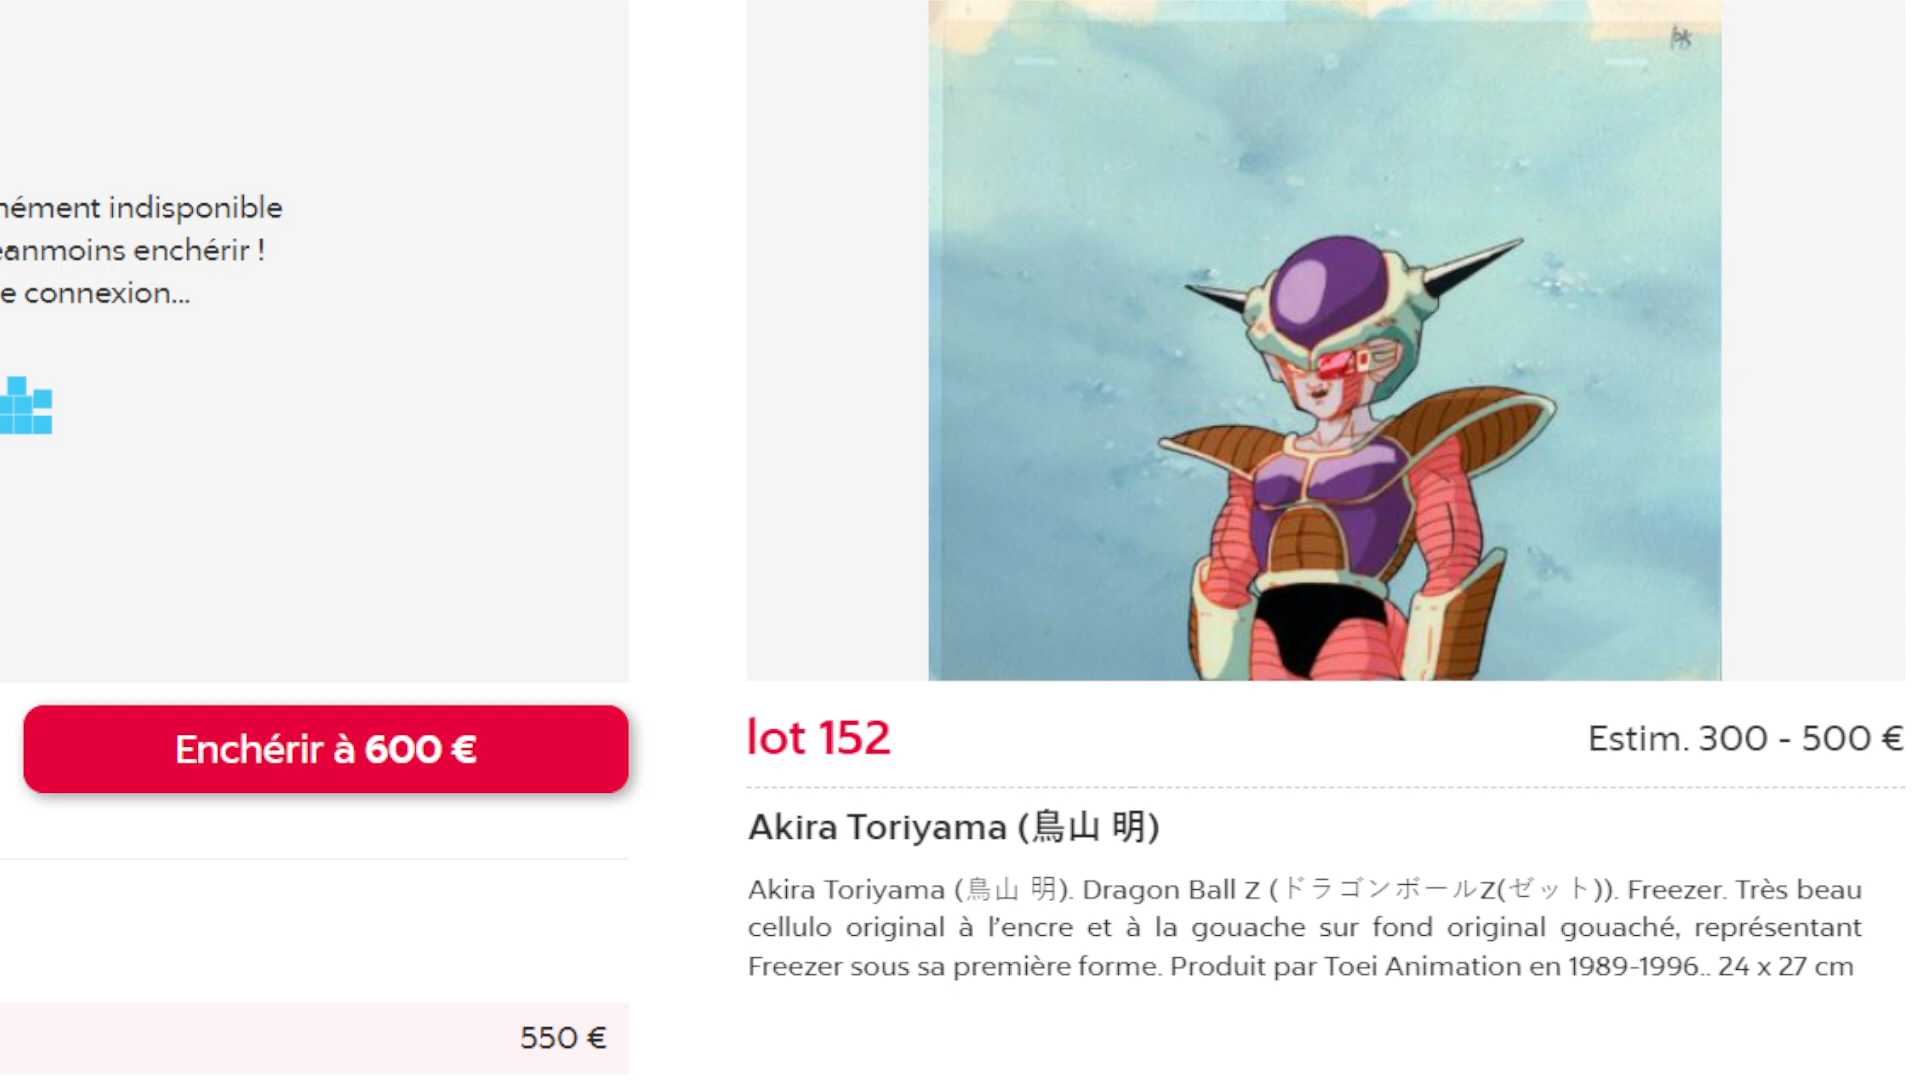 nément indisponible
éanmoins enchérir !
e connexion...
Enchérir à 600 €
550 €
lot 152
Estim. 300 - 500 €
Akira Toriyama (鳥山 明)
Akira Toriyama (鳥山 明). Dragon Ball Z (ドラゴンボールZ(ゼット)). Freezer. Très beau
cellulo original à l'encre et à la gouache sur fond original gouaché, représentant
Freezer sous sa première forme. Produit par Toei Animation en 1989-1996.. 24 x 27 cm